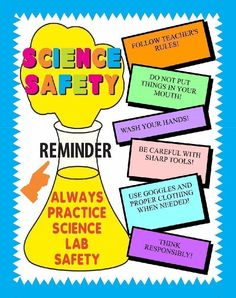 SCIENCE
SAFETY
REMINDER
ALWAYS
PRACTICE
SCIENCE
LAB
SAFETY
FOLLOW TEACHER'S
RULES!
DO NOT PUT
THINGS IN YOUR
MOUTH!
WASH YOUR HANDS!
BE CAREFUL WITH
SHARP TOOLS!
USE GOGGLES AND
PROPER CLOTHING
WHEN NEEDED!
THINK
RESPONSIBLY!